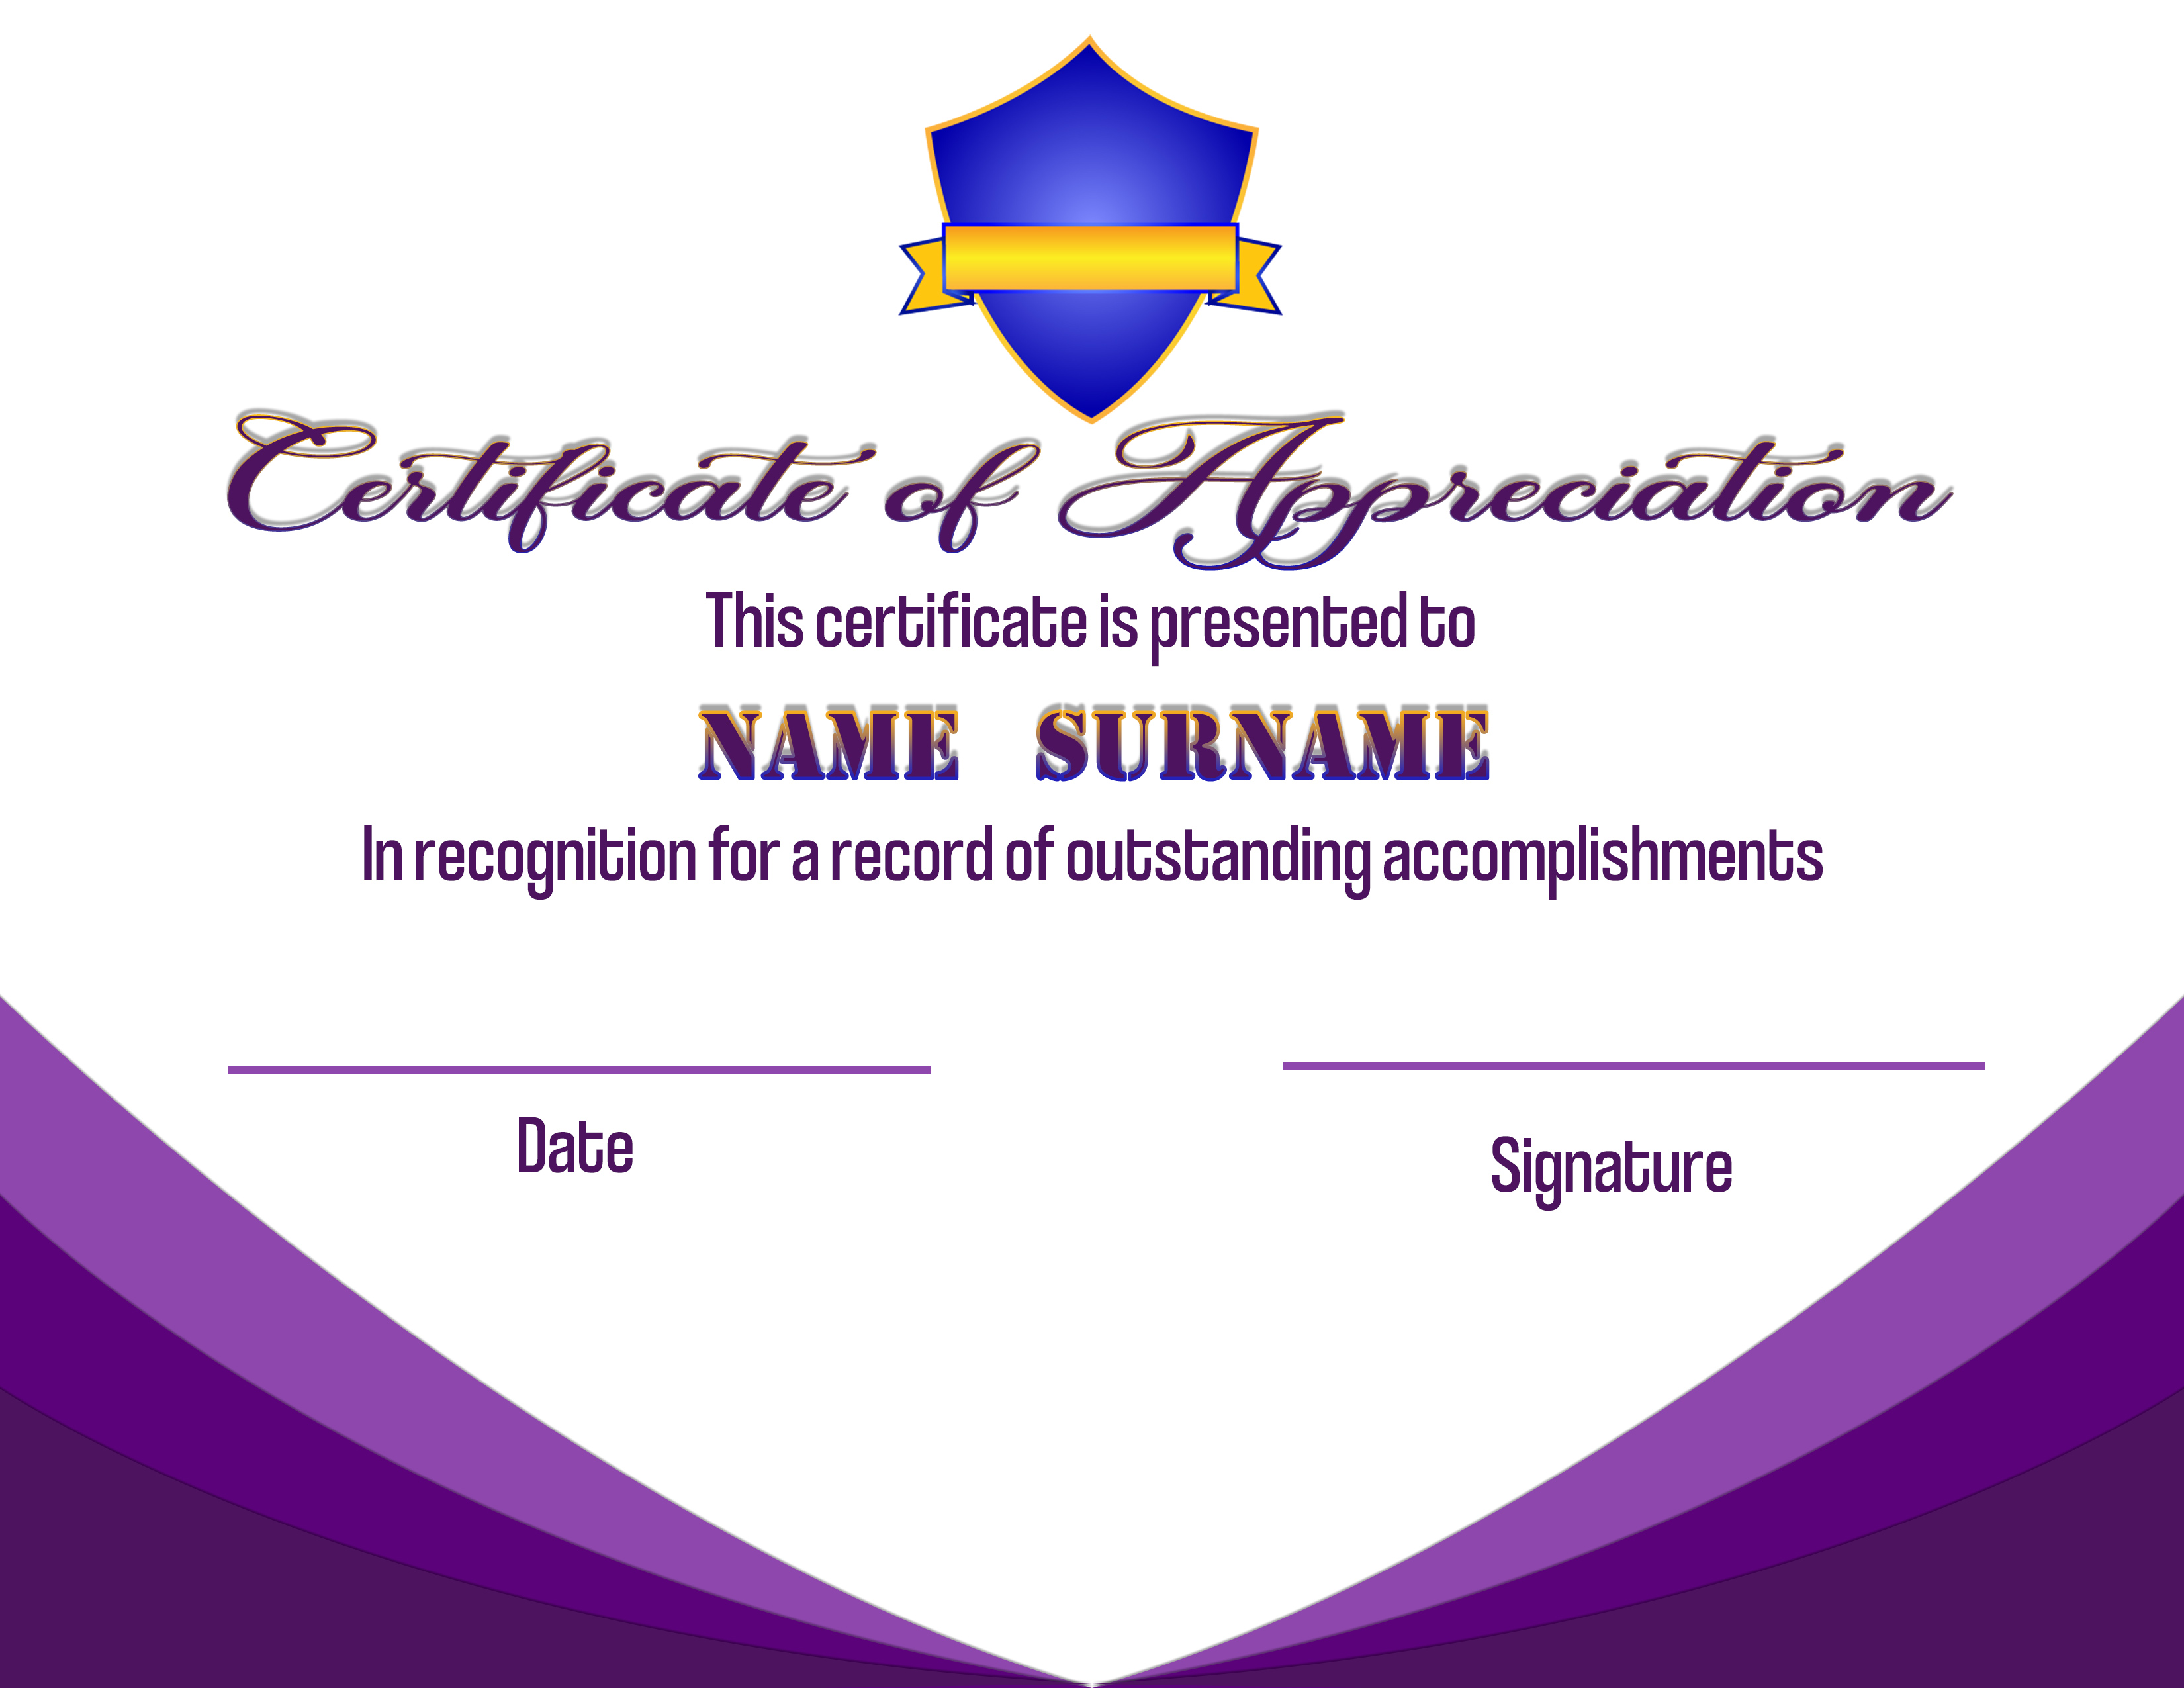 Certificate of Appreciation
This certificate is presented to
NAME SURNAME
In recognition for a record of outstanding accomplishments
Date
Signature